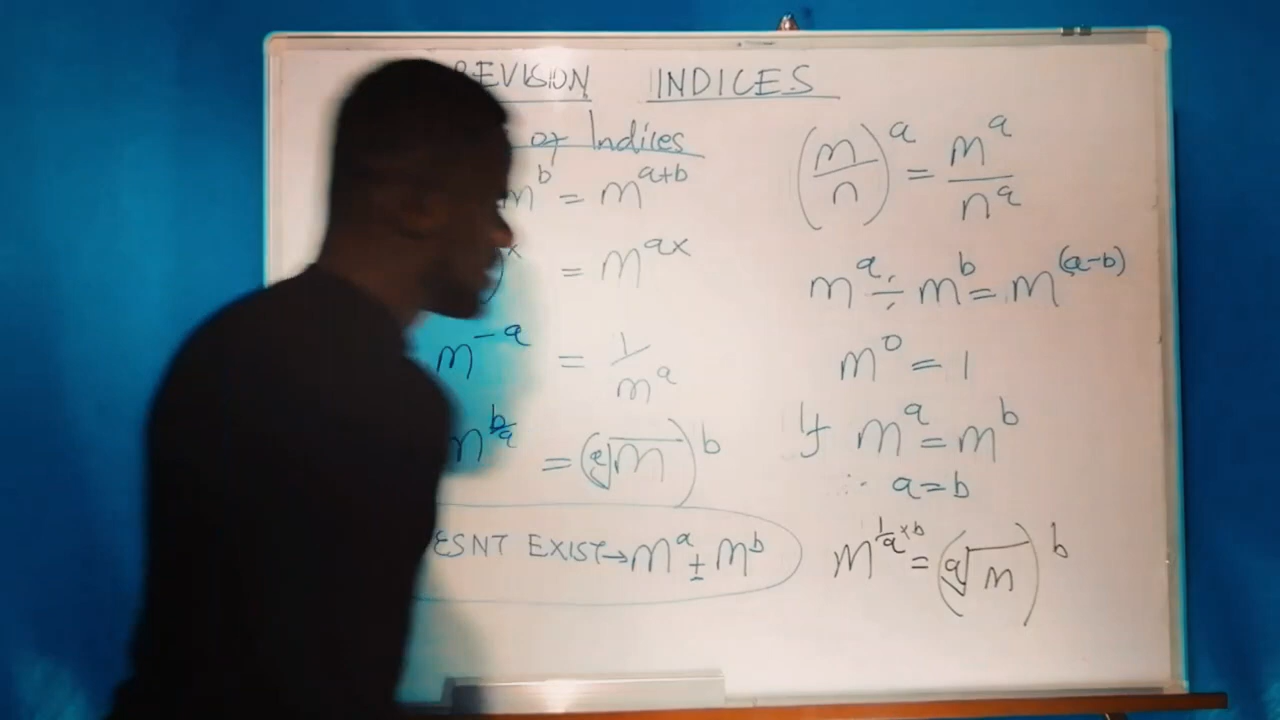 REVISION INDICES
of Indices
m^b = m^{a+b}
)^x = m^{ax}
m^{-a} = 1/m^a
m^{b/a} = (ᵃ√m)^b
ESNT EXIST→ m^a ± m^b
(m/n)^a = m^a/n^a
m^a ÷ m^b = m^{(a-b)}
m^0 = 1
If m^a = m^b
∴ a = b
m^{1/a × b} = (ᵃ√m)^b